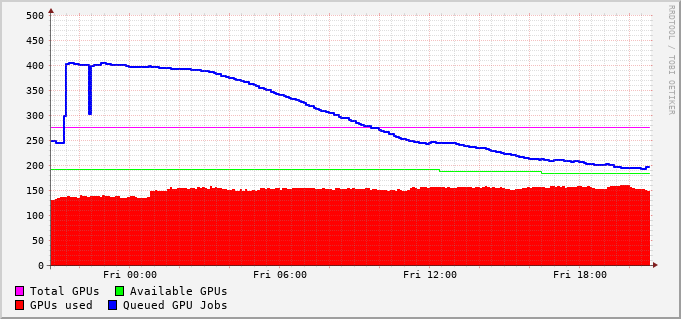 500
450
400
350
300
250
200
150
100
50
0
Fri 00:00 Fri 06:00 Fri 12:00 Fri 18:00
Total GPUs Available GPUs
GPUs used Queued GPU Jobs
RRDTOOL / TOBI OETIKER